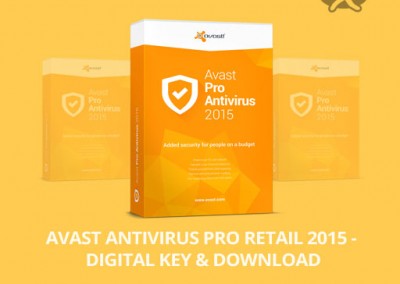 avast!
Avast
Pro
Antivirus
2015
Added security for people on a budget
www.avast.com
AVAST ANTIVIRUS PRO RETAIL 2015 -
DIGITAL KEY & DOWNLOAD